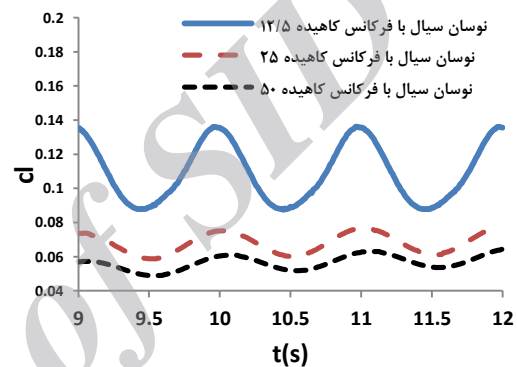 0.2
نوسان سیال با فرکانس کاهیده ۱۲/۵
0.18
نوسان سیال با فرکانس کاهیده ۲۵
0.16
نوسان سیال با فرکانس کاهیده ۵۰
0.14
0.12
cl
0.1
0.08
0.06
0.04
9 9.5 10 10.5 11 11.5 12
t(s)
of SID